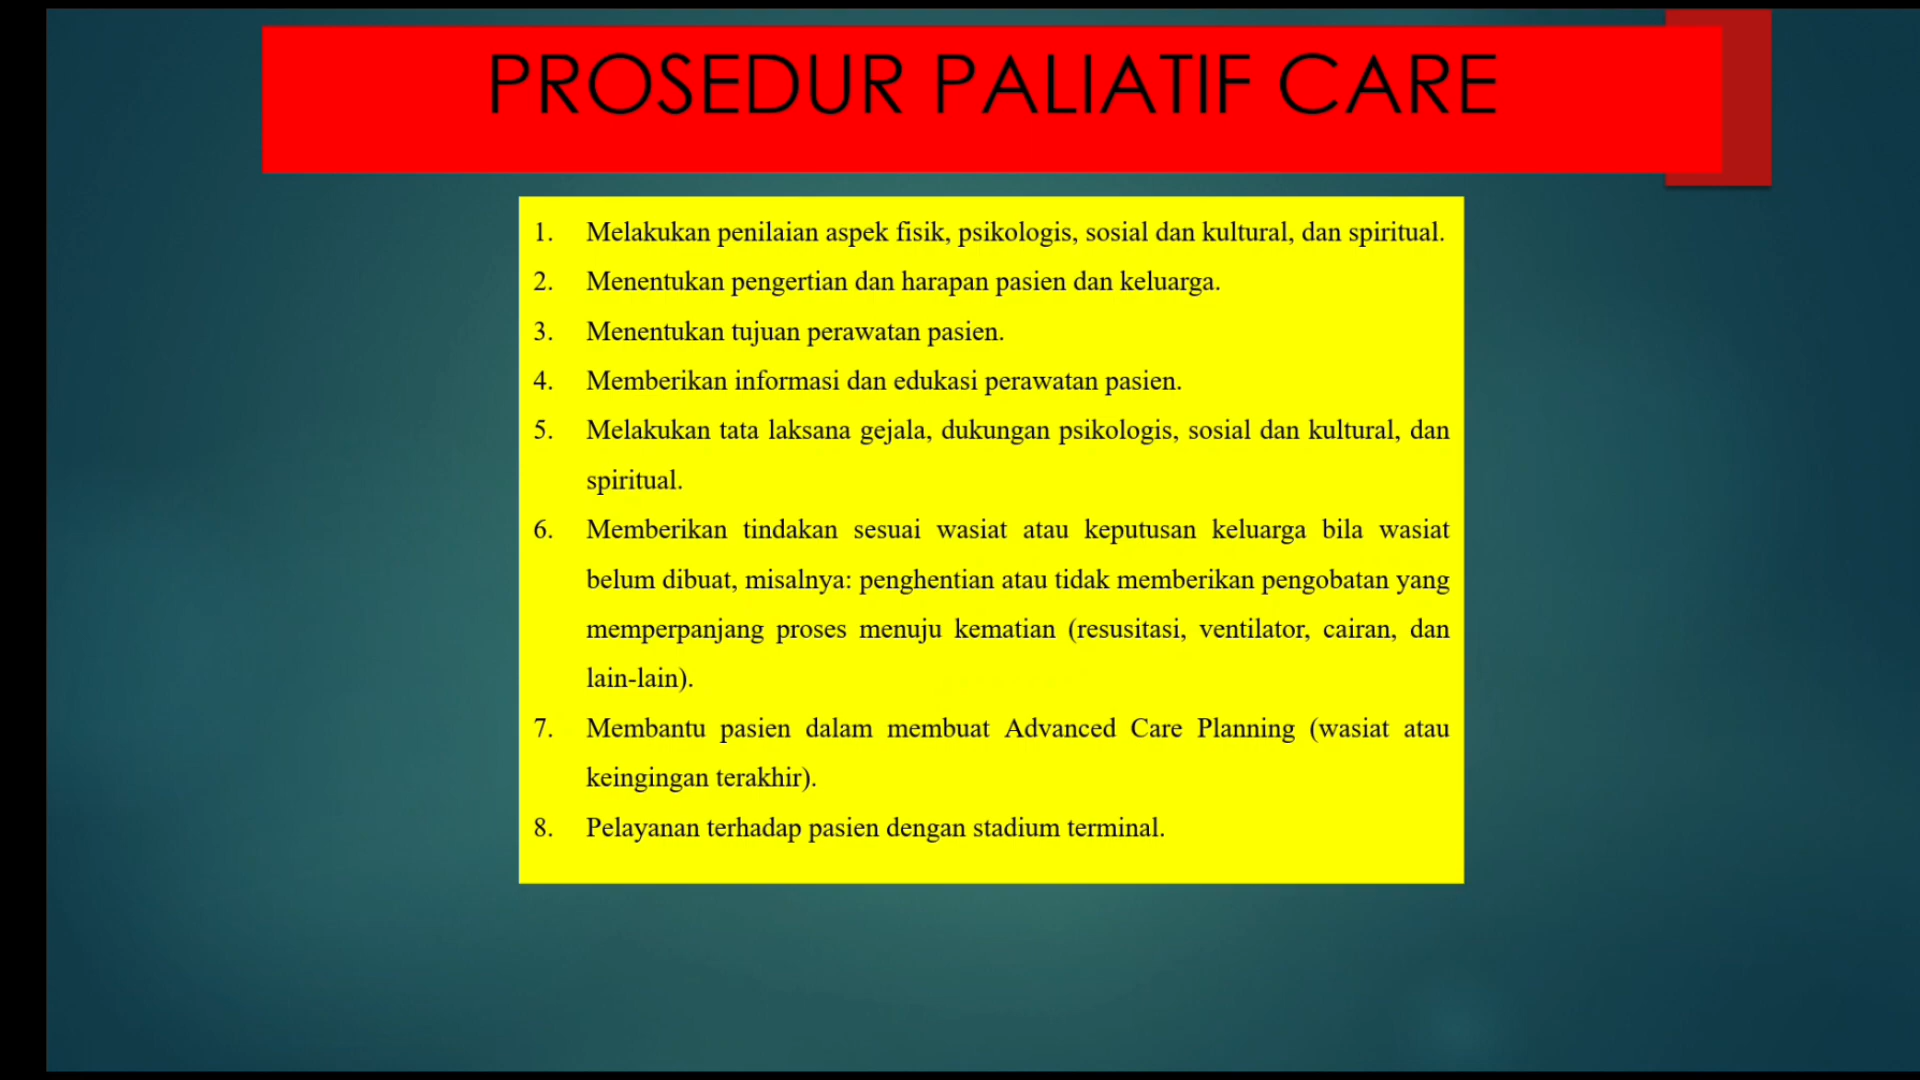 PROSEDUR PALIATIF CARE
1. Melakukan penilaian aspek fisik, psikologis, sosial dan kultural, dan spiritual.
2. Menentukan pengertian dan harapan pasien dan keluarga.
3. Menentukan tujuan perawatan pasien.
4. Memberikan informasi dan edukasi perawatan pasien.
5. Melakukan tata laksana gejala, dukungan psikologis, sosial dan kultural, dan
spiritual.
6. Memberikan tindakan sesuai wasiat atau keputusan keluarga bila wasiat
belum dibuat, misalnya: penghentian atau tidak memberikan pengobatan yang
memperpanjang proses menuju kematian (resusitasi, ventilator, cairan, dan
lain-lain).
7. Membantu pasien dalam membuat Advanced Care Planning (wasiat atau
keingingan terakhir).
8. Pelayanan terhadap pasien dengan stadium terminal.